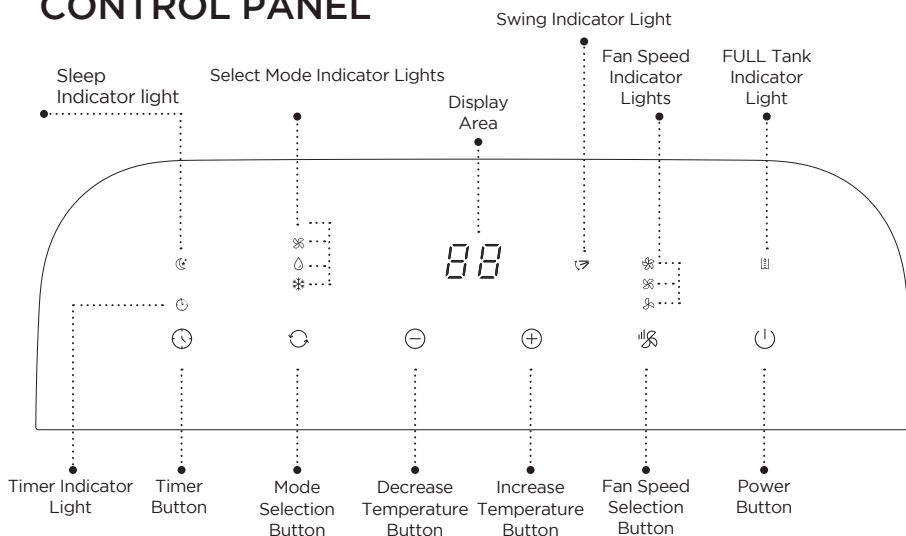 CONTROL PANEL
Swing Indicator Light
Sleep
Indicator light
Select Mode Indicator Lights
Display
Area
Fan Speed
Indicator
Lights
FULL Tank
Indicator
Light
88
Timer Indicator
Light
Timer
Button
Mode
Selection
Button
Decrease
Temperature
Button
Increase
Temperature
Button
Fan Speed
Selection
Button
Power
Button